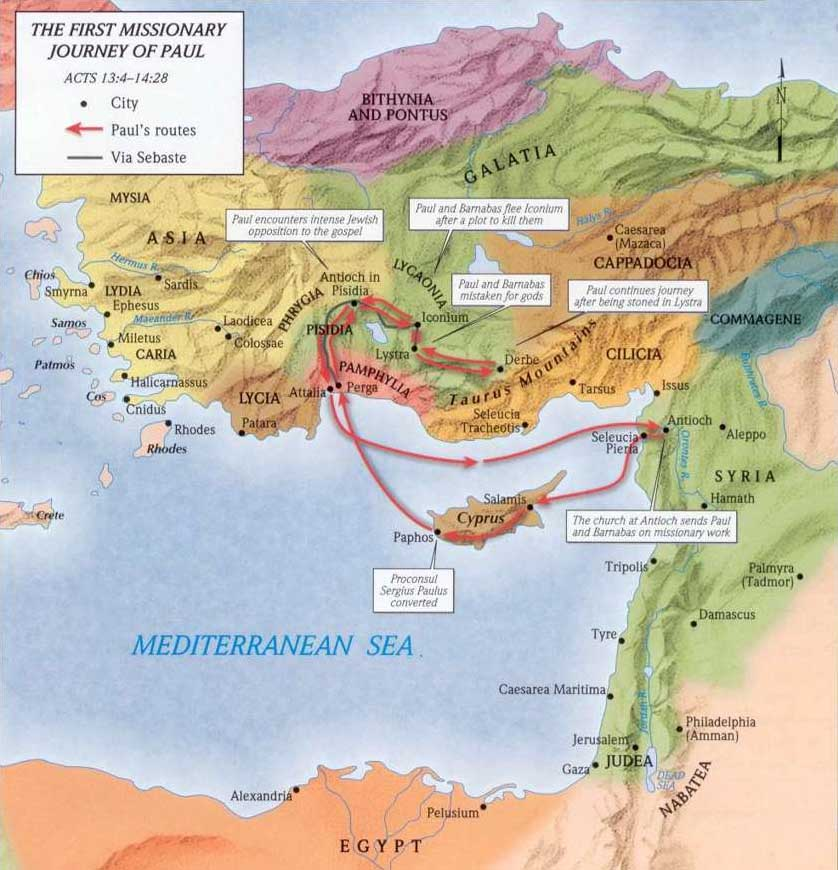 THE FIRST MISSIONARY
JOURNEY OF PAUL
ACTS 13:4–14:28
City
Paul's routes
Via Sebaste
N
BITHYNIA
AND PONTUS
GALATIA
MYSIA
ASIA
Paul encounters intense Jewish
opposition to the gospel
Paul and Barnabas flee Iconium
after a plot to kill them
Halys R.
Caesarea
(Mazaca)
CAPPADOCIA
Hermus R.
Chios
Smyrna
LYDIA
Sardis
Ephesus
Antioch in
Pisidia
PHRYGIA
LYCAONIA
Paul and Barnabas
mistaken for gods
Paul continues journey
after being stoned in Lystra
COMMAGENE
Samos
Maeander R.
Laodicea
Colossae
PISIDIA
Iconium
Miletus
CARIA
Lystra
Derbe
CILICIA
Euphrates R.
Patmos
Halicarnassus
PAMPHYLIA
Taurus Mountains
Tarsus
Issus
Cos
Cnidus
LYCIA
Attalia
Perga
Rhodes
Rhodes
Patara
Seleucia
Tracheotis
Seleucia
Pieria
Antioch
Aleppo
Orontes R.
SYRIA
Crete
Salamis
Cyprus
Paphos
Hamath
The church at Antioch sends Paul
and Barnabas on missionary work
Proconsul
Sergius Paulus
converted
Tripolis
Palmyra
(Tadmor)
Damascus
MEDITERRANEAN SEA
Tyre
Caesarea Maritima
Jordan R.
Philadelphia
(Amman)
Jerusalem
JUDEA
Gaza
DEAD
SEA
NABATEA
Alexandria
Pelusium
EGYPT